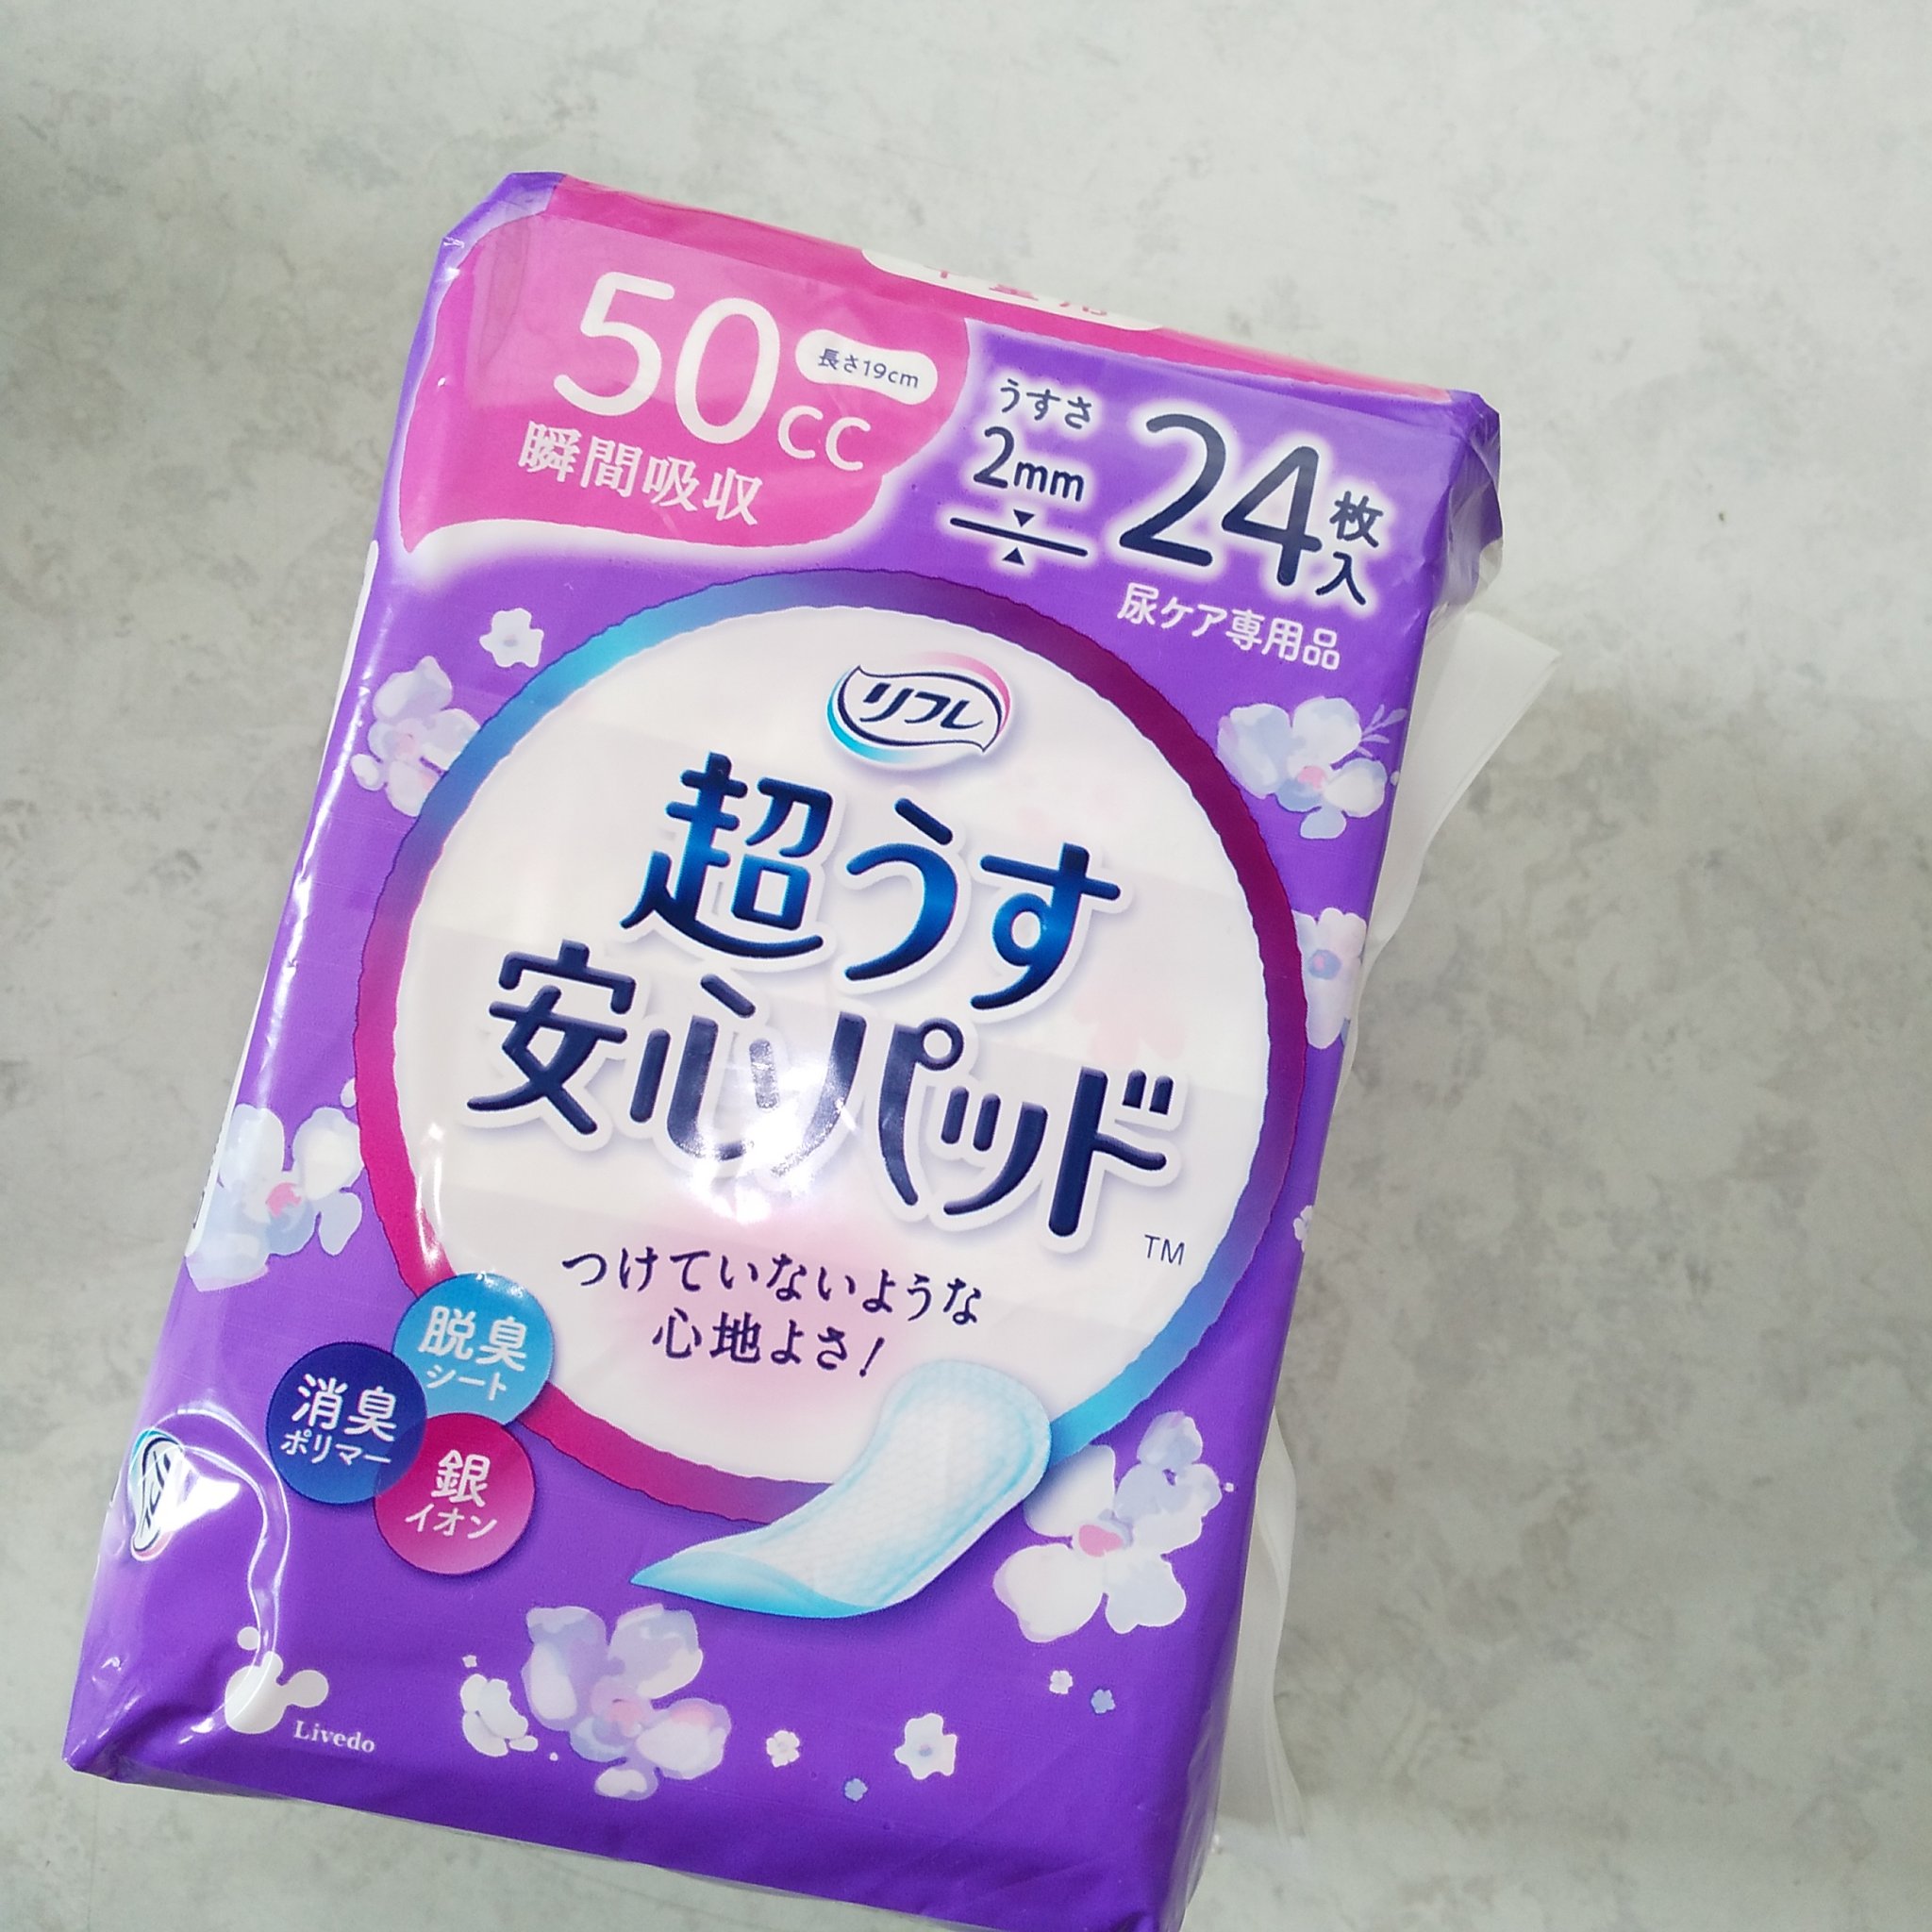 50cc
長さ19cm
瞬間吸収
うすさ
2mm
24枚入
尿ケア専用品
リフレ
超うす
安心パッド
TM
つけていないような
心地よさ!
脱臭
シート
消臭
ポリマー
銀
イオン
リフレ
Livedo